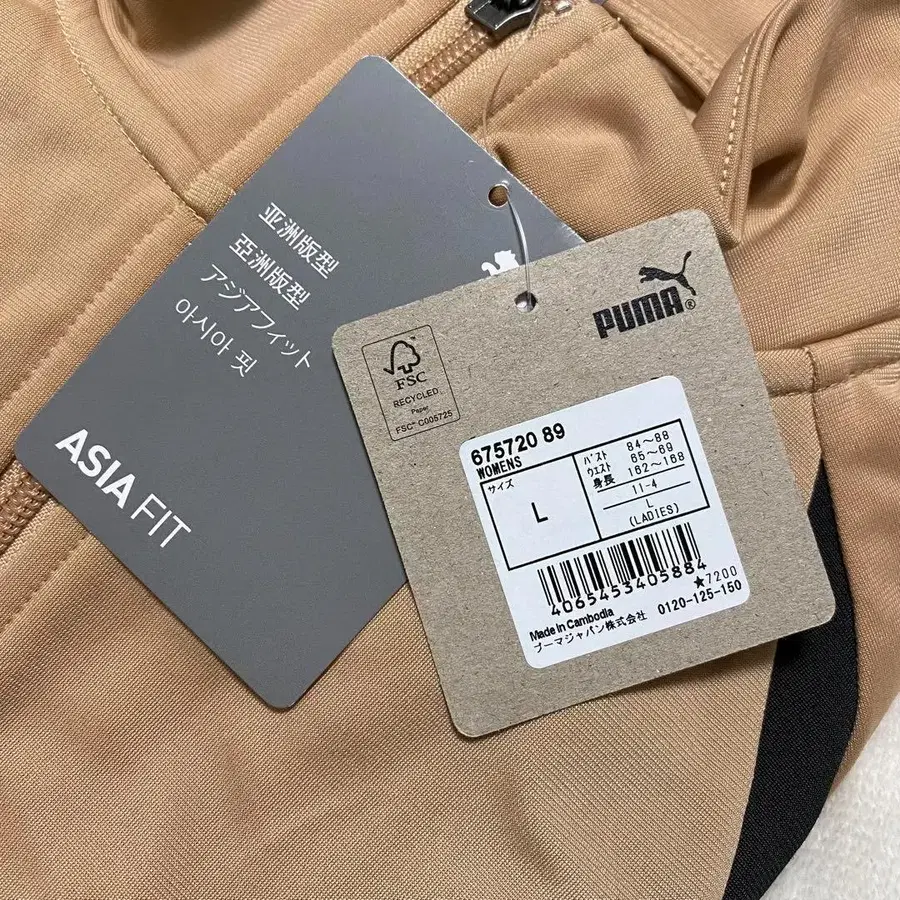 亚洲版型
亞洲版型
アジアフィット
아시아 핏
ASIA FIT
PUMA®
FSC
RECYCLED
Paper
FSC® C005725
675720 89
WOMENS
サイズ
L
バスト 84～88
ウエスト 65～69
身長 162～168
11-4
L
(LADIES)
4065453405884
★7200
Made in Cambodia
プーマジャパン株式会社 0120-125-150